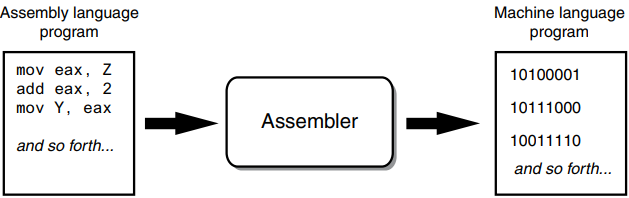 Assembly language
program
mov eax, Z
add eax, 2
mov Y, eax
and so forth...
Assembler
Machine language
program
10100001
10111000
10011110
and so forth...